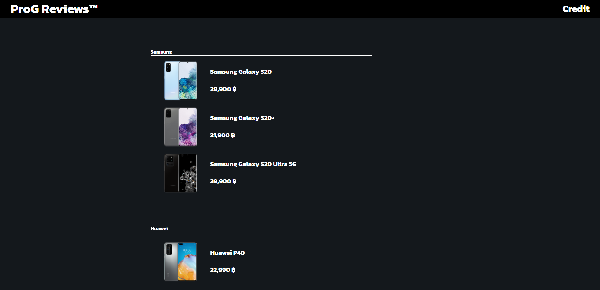 ProG Reviews™
Credit
Samsung
Samsung Galaxy S20
28,900 ฿
Samsung Galaxy S20+
31,900 ฿
Samsung Galaxy S20 Ultra 5G
39,900 ฿
Huawei
Huawei P40
22,990 ฿